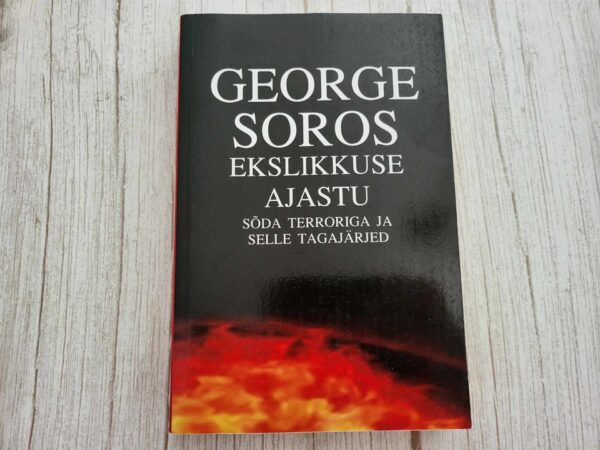 GEORGE
SOROS
EKSLIKKUSE
AJASTU
SÕDA TERRORIGA JA
SELLE TAGAJÄRJED